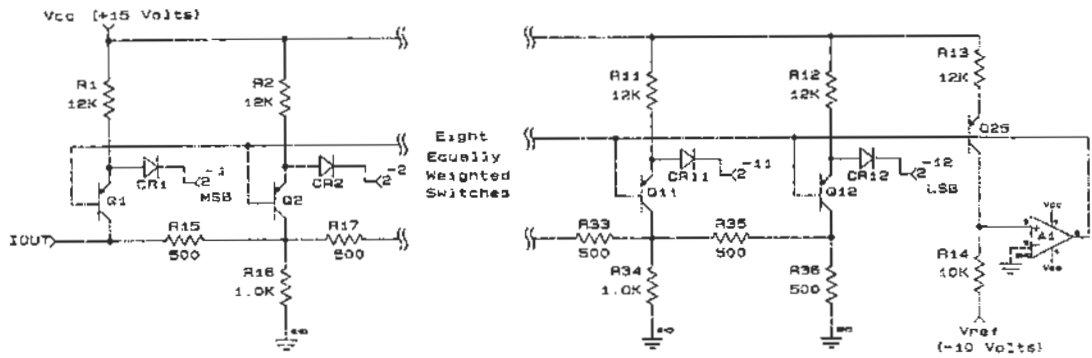 Vcc (+15 Volts)
R1
12K
R2
12K
R11
12K
R12
12K
R13
12K
Q25
Eight
Equally
Weighted
Switches
CR1
2 -1
MSB
Q1
CR2
2 -2
Q2
CR11
2 -11
Q11
CR12
2 -12
LSB
Q12
IOUT
R15
500
R17
500
R33
500
R35
500
R16
1.0K
R34
1.0K
R36
500
R14
10K
A1
Vcc
Vref
(-10 Volts)